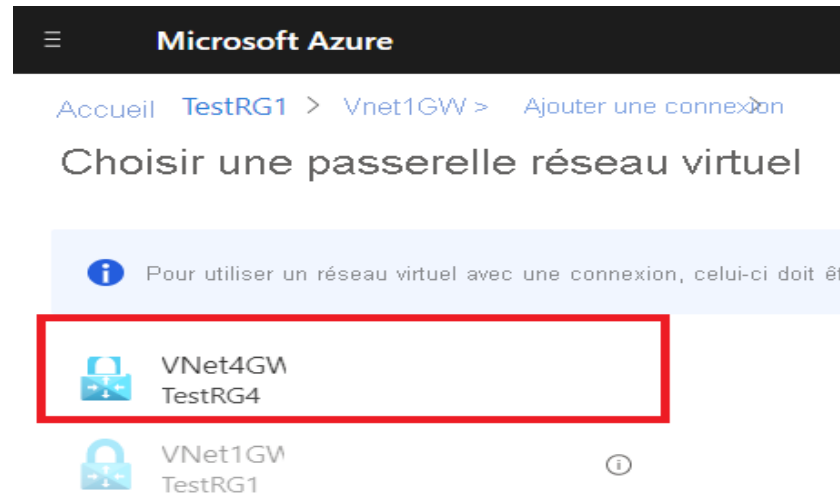 Microsoft Azure
Accueil TestRG1 > Vnet1GW > Ajouter une connexion
Choisir une passerelle réseau virtuel
Pour utiliser un réseau virtuel avec une connexion, celui-ci doit êt
VNet4GW
TestRG4
VNet1GW
TestRG1